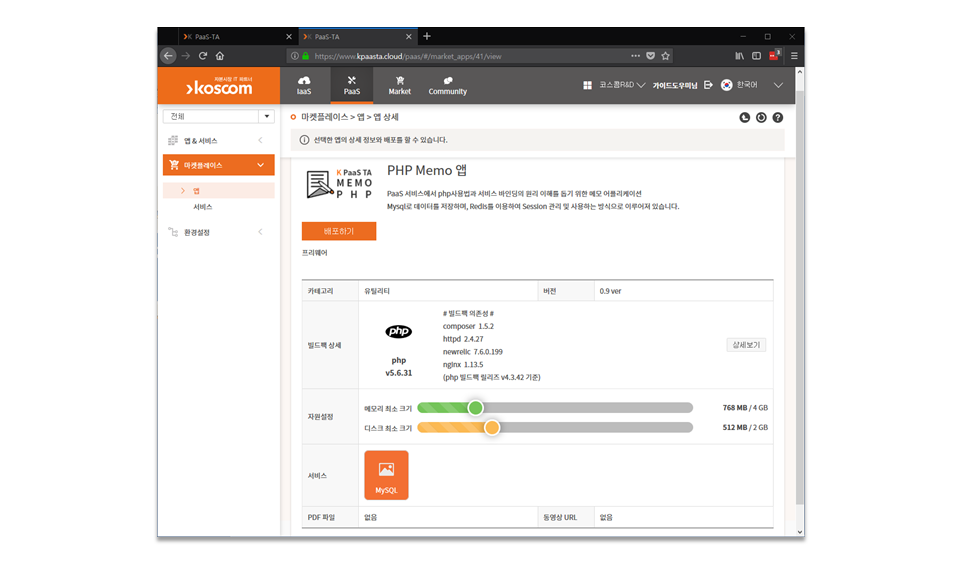 K PaaS-TA
K PaaS-TA
https://www.kpaasta.cloud/paas/#/market_apps/41/view
자본시장 IT 파트너
koscom
IaaS
PaaS
Market
Community
코스콤R&D
가이드도우미님
한국어
전체
마켓플레이스 > 앱 > 앱 상세
앱 & 서비스
선택한 앱의 상세 정보와 배포를 할 수 있습니다.
마켓플레이스
앱
서비스
환경설정
K PaaS TA
MEMO
PHP
PHP Memo 앱
PaaS 서비스에서 php사용법과 서비스 바인딩의 원리 이해를 돕기 위한 메모 어플리케이션
Mysql로 데이터를 저장하며, Redis를 이용하여 Session 관리 및 사용하는 방식으로 이루어져 있습니다.
배포하기
프리웨어
카테고리 유틸리티 버전 0.9 ver
빌드팩 상세
php
php
v5.6.31
# 빌드팩 의존성 #
composer 1.5.2
httpd 2.4.27
newrelic 7.6.0.199
nginx 1.13.5
(php 빌드팩 릴리즈 v4.3.42 기준)
상세보기
자원설정
메모리 최소 크기 768 MB / 4 GB
디스크 최소 크기 512 MB / 2 GB
서비스
MySQL
PDF 파일 없음 동영상 URL 없음